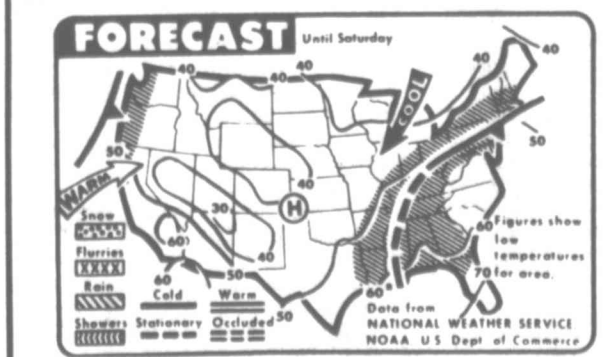 FORECAST
Until Saturday
40
40
40
40
40
COOL
50
50
WARM
40
30
H
60
40
50
60
50
60
60
70
Figures show
low
temperatures
for area.
Snow
Flurries
Rain
Showers
Cold
Warm
Stationary
Occluded
Data from
NATIONAL WEATHER SERVICE
NOAA U S Dept of Commerce